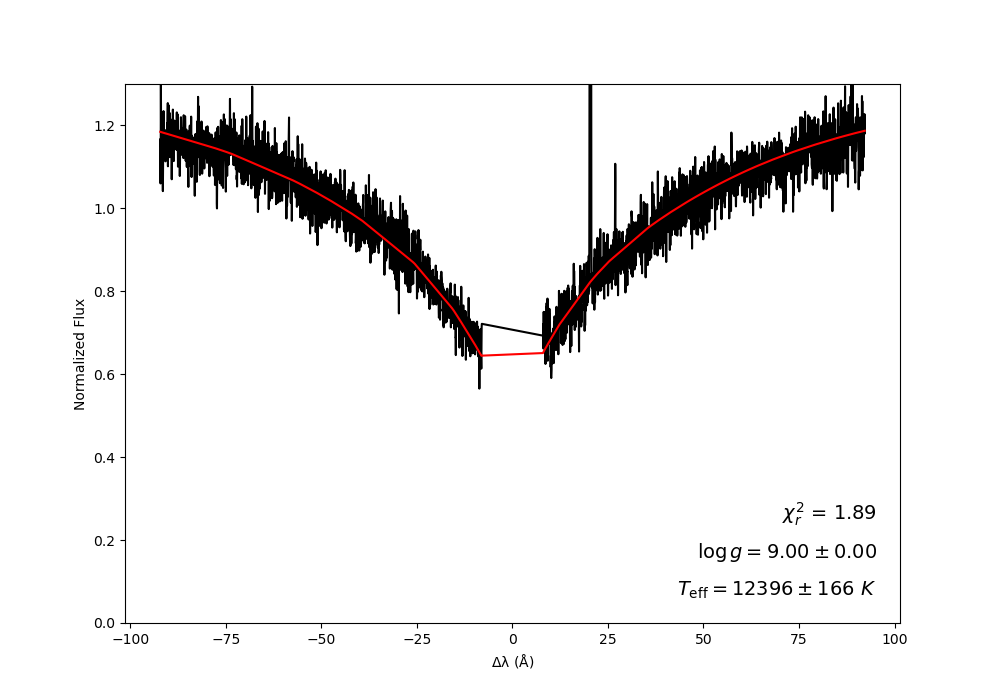 1.2
1.0
0.8
0.6
0.4
0.2
0.0
Normalized Flux
χ²ᵣ = 1.89
log g = 9.00 ± 0.00
T_eff = 12396 ± 166 K
−100 −75 −50 −25 0 25 50 75 100
Δλ (Å)